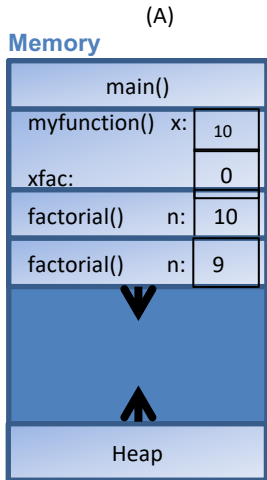 (A)
Memory
main()
myfunction() x: 10
xfac: 0
factorial() n: 10
factorial() n: 9
Heap